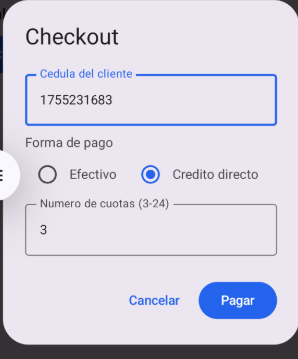 Checkout
Cedula del cliente
1755231683
Forma de pago
Efectivo
Credito directo
Numero de cuotas (3-24)
3
Cancelar
Pagar